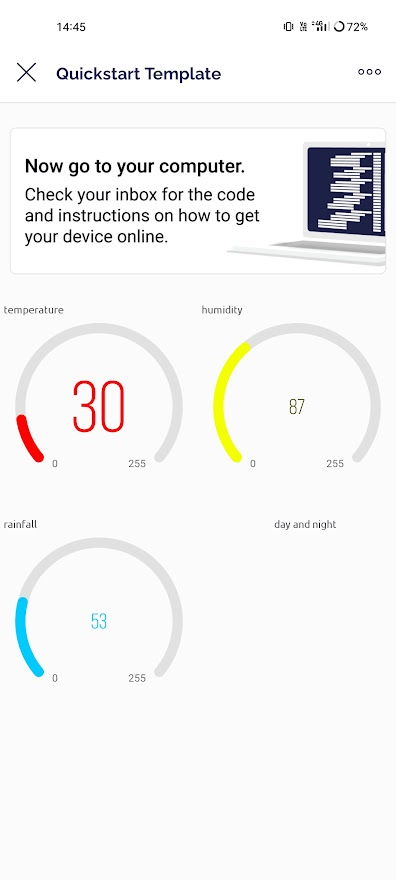 14:45
72%
Quickstart Template
Now go to your computer.
Check your inbox for the code
and instructions on how to get
your device online.
temperature
humidity
30
87
0
255
0
255
rainfall
day and night
53
0
255